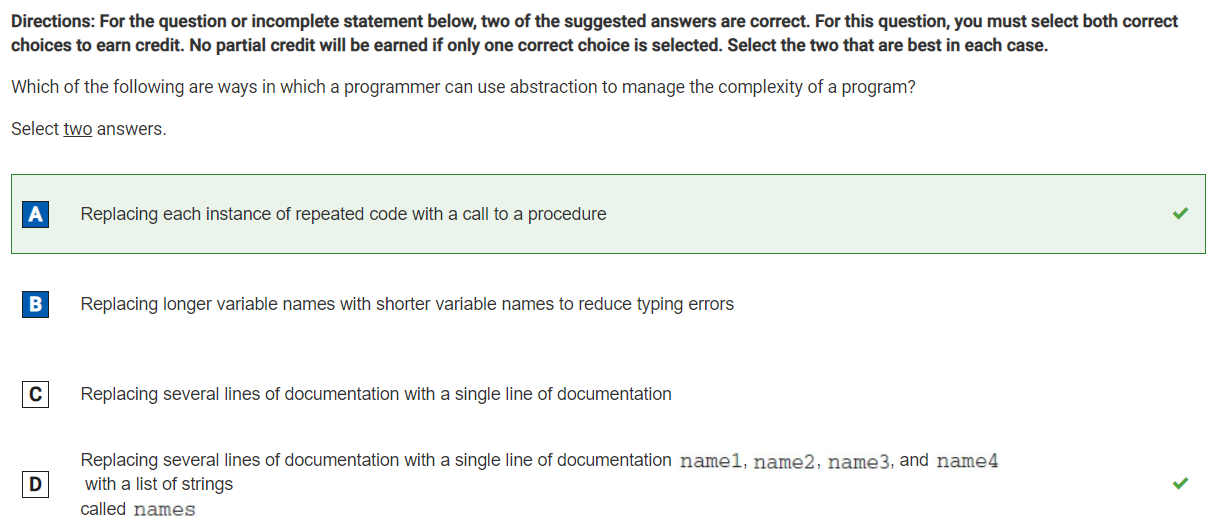 Directions: For the question or incomplete statement below, two of the suggested answers are correct. For this question, you must select both correct
choices to earn credit. No partial credit will be earned if only one correct choice is selected. Select the two that are best in each case.
Which of the following are ways in which a programmer can use abstraction to manage the complexity of a program?
Select two answers.
A Replacing each instance of repeated code with a call to a procedure
B Replacing longer variable names with shorter variable names to reduce typing errors
C Replacing several lines of documentation with a single line of documentation
Replacing several lines of documentation with a single line of documentation name1, name2, name3, and name4
D with a list of strings
called names